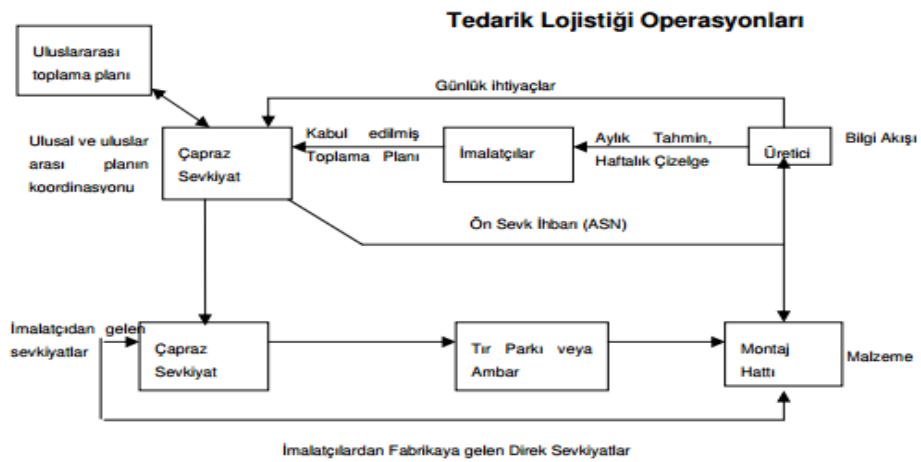 Tedarik Lojistiği Operasyonları
Uluslararası
toplama planı
Günlük ihtiyaçlar
Ulusal ve uluslar
arası planın
koordinasyonu
Çapraz
Sevkiyat
Kabul edilmiş
Toplama Planı
İmalatçılar
Aylık Tahmin,
Haftalık Çizelge
Üretici
Bilgi Akışı
Ön Sevk İhbarı (ASN)
İmalatçıdan gelen
sevkiyatlar
Çapraz
Sevkiyat
Tır Parkı veya
Ambar
Montaj
Hattı
Malzeme
İmalatçılardan Fabrikaya gelen Direk Sevkiyatlar